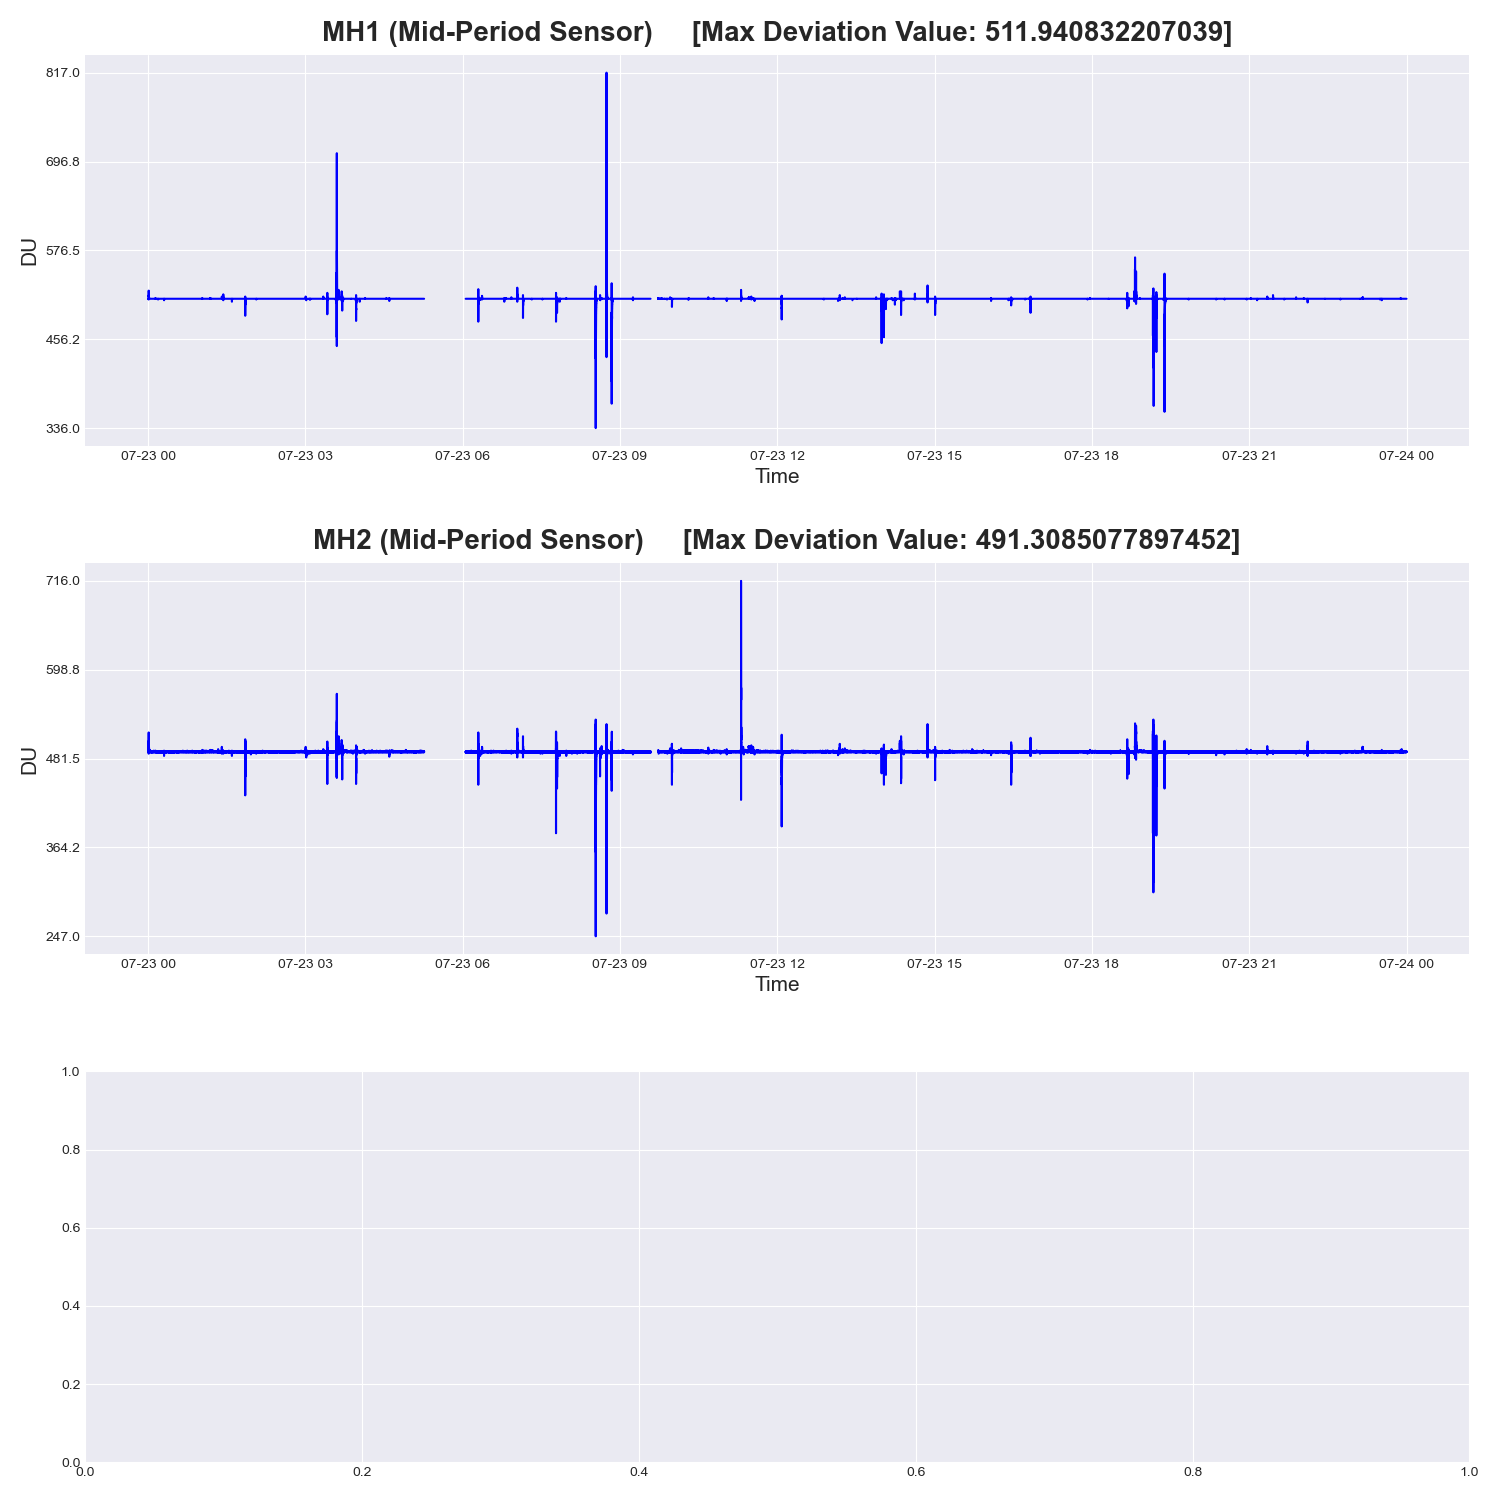 MH1 (Mid-Period Sensor) [Max Deviation Value: 511.940832207039]
817.0
696.8
576.5
456.2
336.0
DU
07-23 00 07-23 03 07-23 06 07-23 09 07-23 12 07-23 15 07-23 18 07-23 21 07-24 00
Time
MH2 (Mid-Period Sensor) [Max Deviation Value: 491.3085077897452]
716.0
598.8
481.5
364.2
247.0
DU
07-23 00 07-23 03 07-23 06 07-23 09 07-23 12 07-23 15 07-23 18 07-23 21 07-24 00
Time
1.0
0.8
0.6
0.4
0.2
0.0
0.0 0.2 0.4 0.6 0.8 1.0